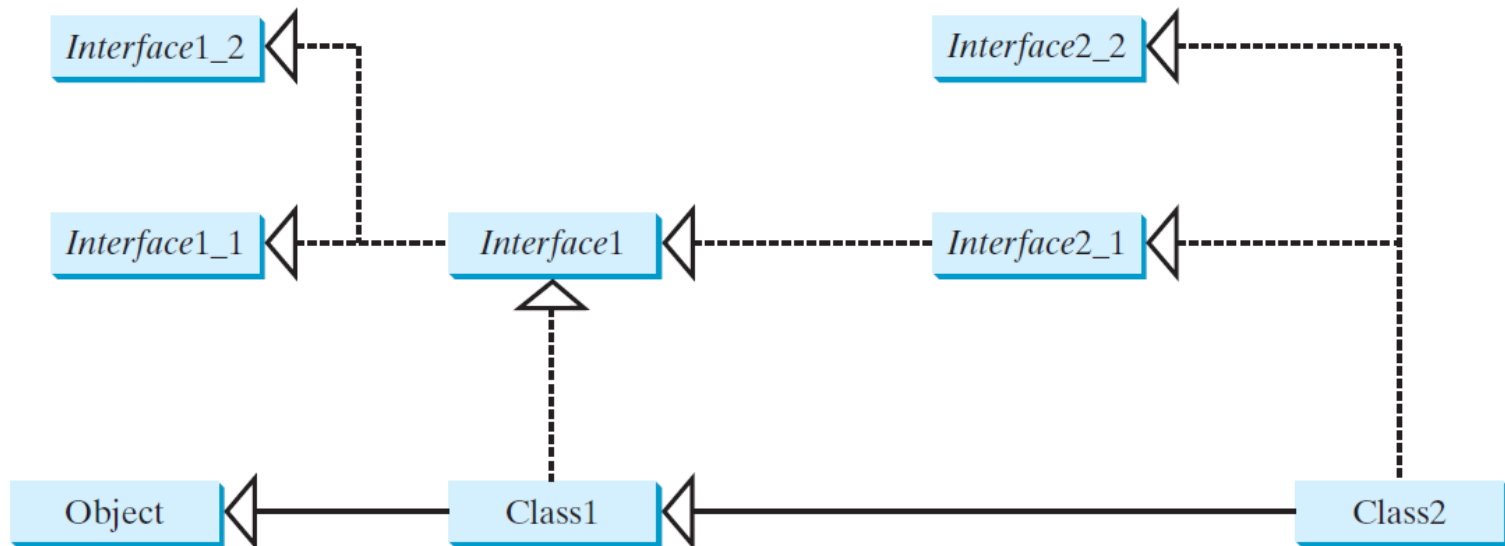 Interface1_2
Interface2_2
Interface1_1
Interface1
Interface2_1
Object
Class1
Class2